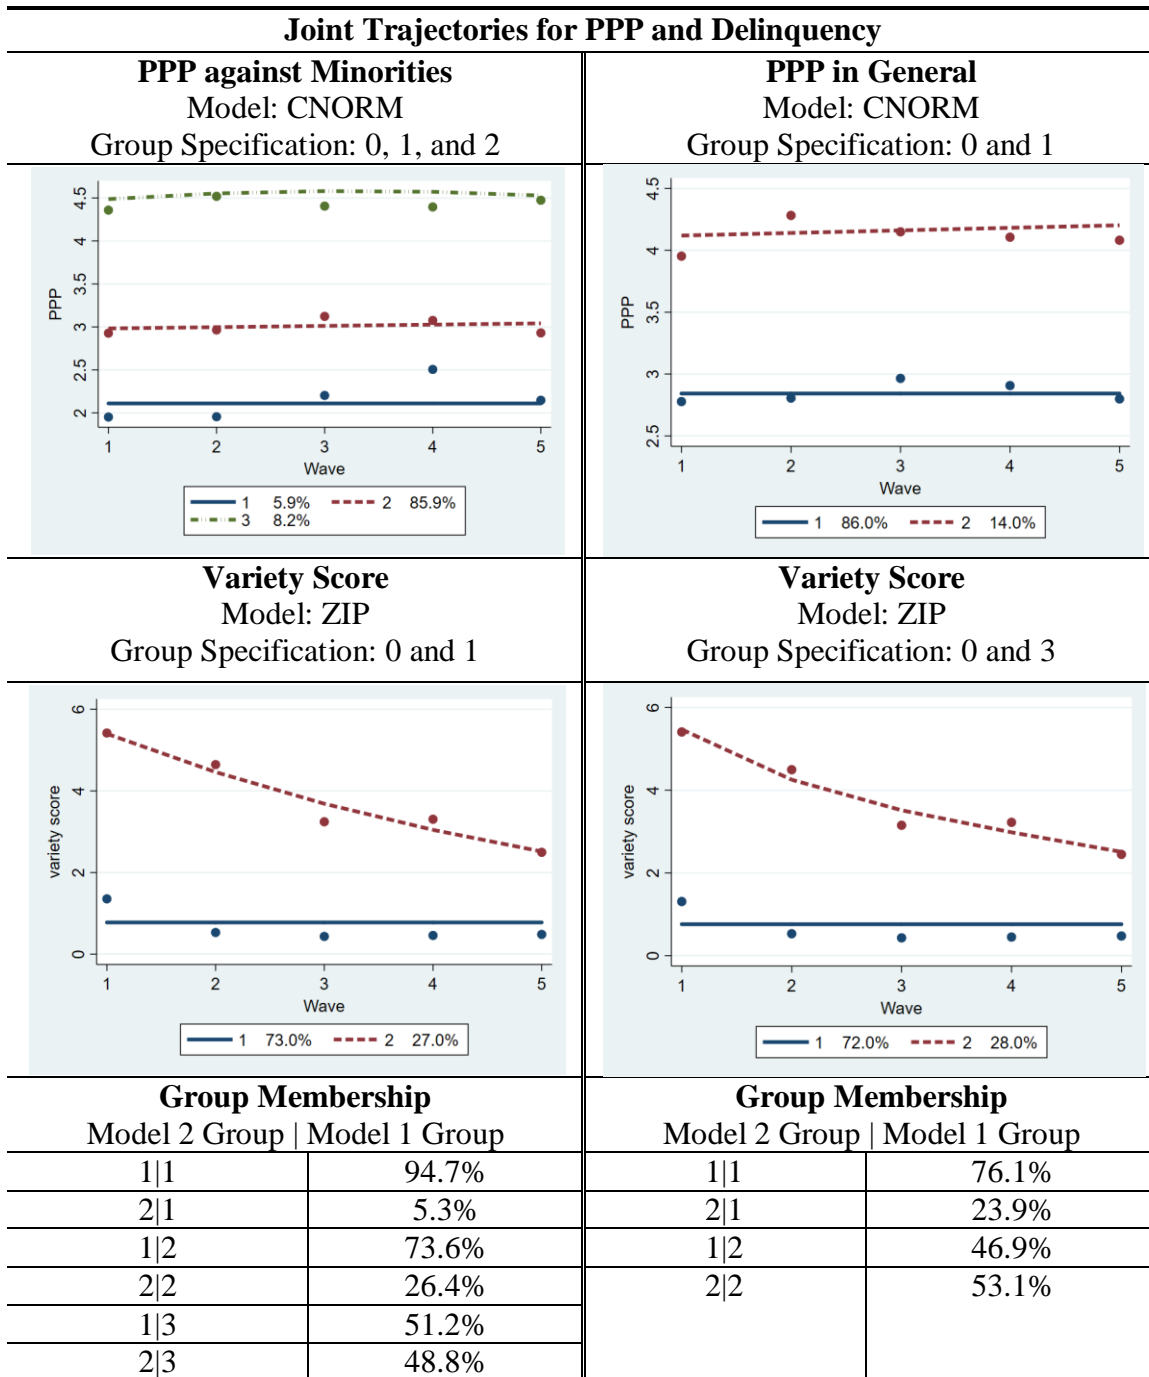 Joint Trajectories for PPP and Delinquency
PPP against Minorities
Model: CNORM
Group Specification: 0, 1, and 2
PPP in General
Model: CNORM
Group Specification: 0 and 1
4.5
4
3.5
3
2.5
2
PPP
1 2 3 4 5
Wave
1 5.9% 2 85.9%
3 8.2%
4.5
4
3.5
3
2.5
PPP
1 2 3 4 5
Wave
1 86.0% 2 14.0%
Variety Score
Model: ZIP
Group Specification: 0 and 1
Variety Score
Model: ZIP
Group Specification: 0 and 3
6
4
2
0
variety score
1 2 3 4 5
Wave
1 73.0% 2 27.0%
6
4
2
0
variety score
1 2 3 4 5
Wave
1 72.0% 2 28.0%
Group Membership
Model 2 Group | Model 1 Group
1|1 94.7%
2|1 5.3%
1|2 73.6%
2|2 26.4%
1|3 51.2%
2|3 48.8%
Group Membership
Model 2 Group | Model 1 Group
1|1 76.1%
2|1 23.9%
1|2 46.9%
2|2 53.1%